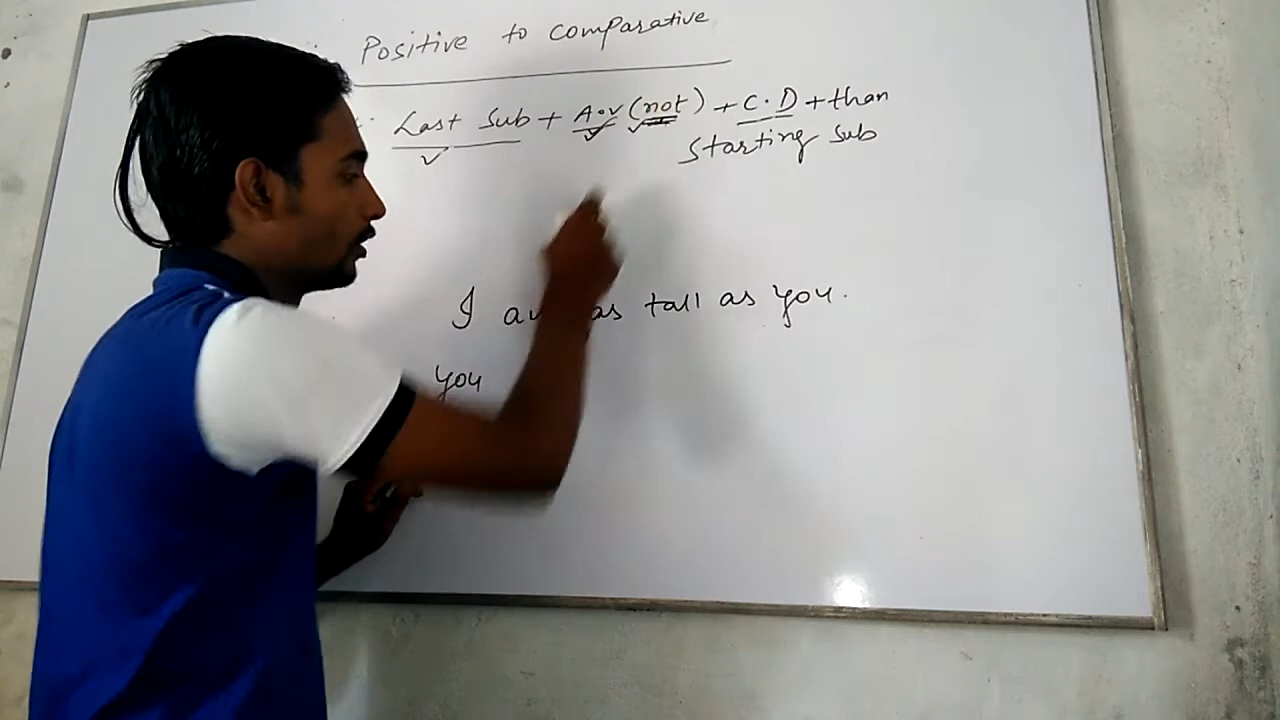 Positive to comparative
Last Sub + A.V (not) + C.D + than
Starting Sub
I as tall as you.
you